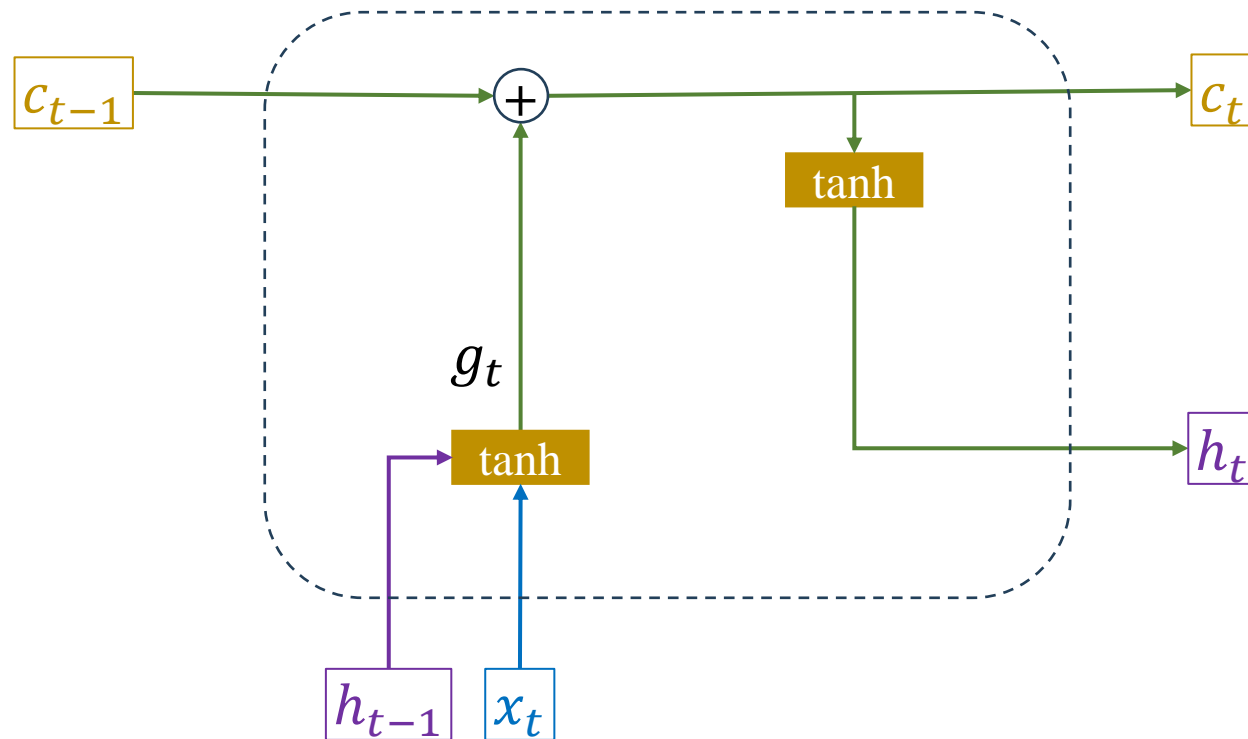 c_{t-1}
+
c_t
tanh
g_t
tanh
h_t
h_{t-1}
x_t